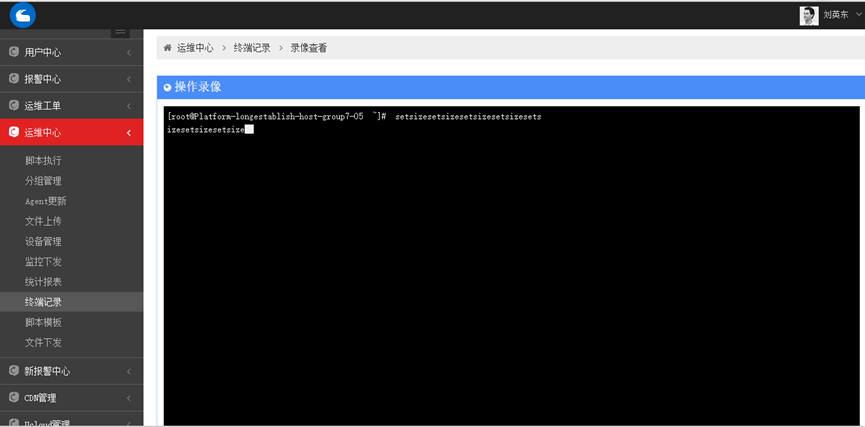 刘英东
用户中心
报警中心
运维工单
运维中心
脚本执行
分组管理
Agent更新
文件上传
设备管理
监控下发
统计报表
终端记录
脚本模板
文件下发
新报警中心
CDN管理
运维中心 > 终端记录 > 录像查看
操作录像
[root@Platform-longestablish-host-group7-05 ~]# setsizesetsizesetsizesetsizesets
izesetsizesetsize